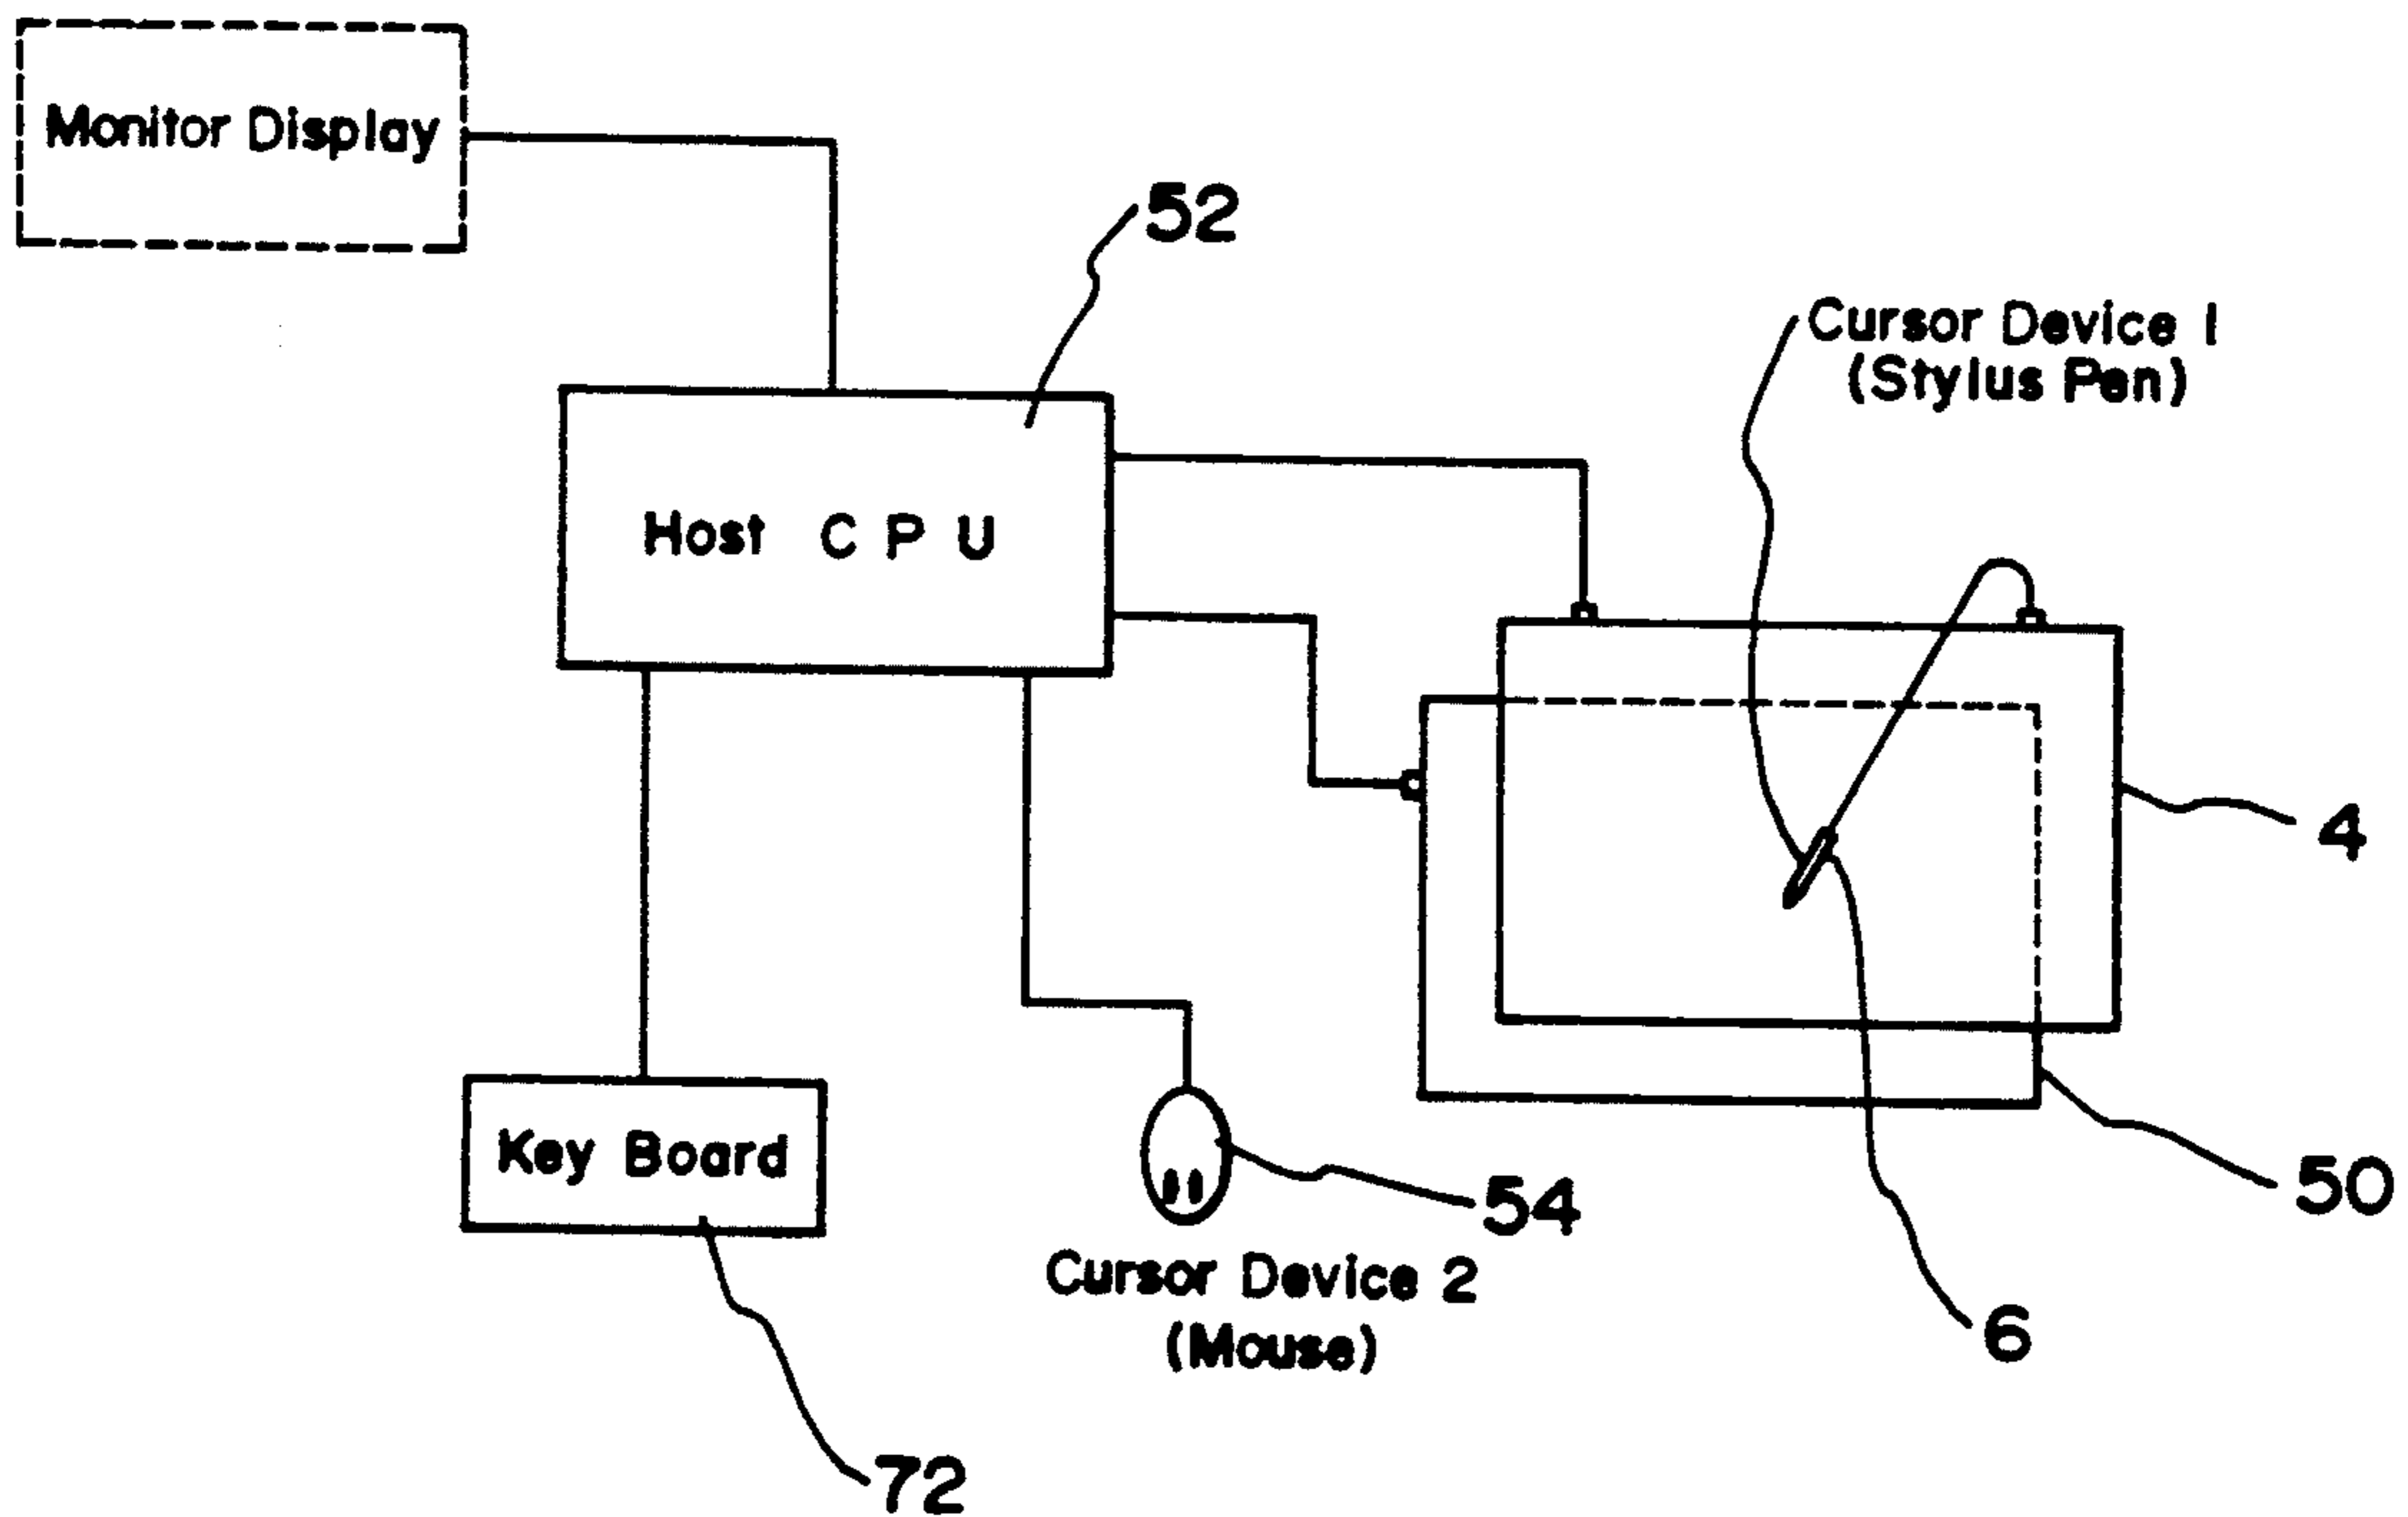 Monitor Display
52
Cursor Device 1
(Stylus Pen)
Host C P U
4
Key Board
54
50
Cursor Device 2
(Mouse)
6
72